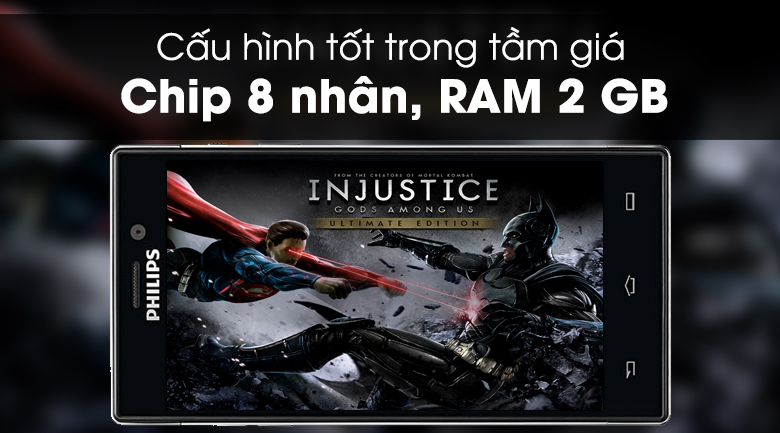 Cấu hình tốt trong tầm giá
Chip 8 nhân, RAM 2 GB
FROM THE CREATORS OF MORTAL KOMBAT
INJUSTICE
GODS AMONG US
ULTIMATE EDITION
PHILIPS